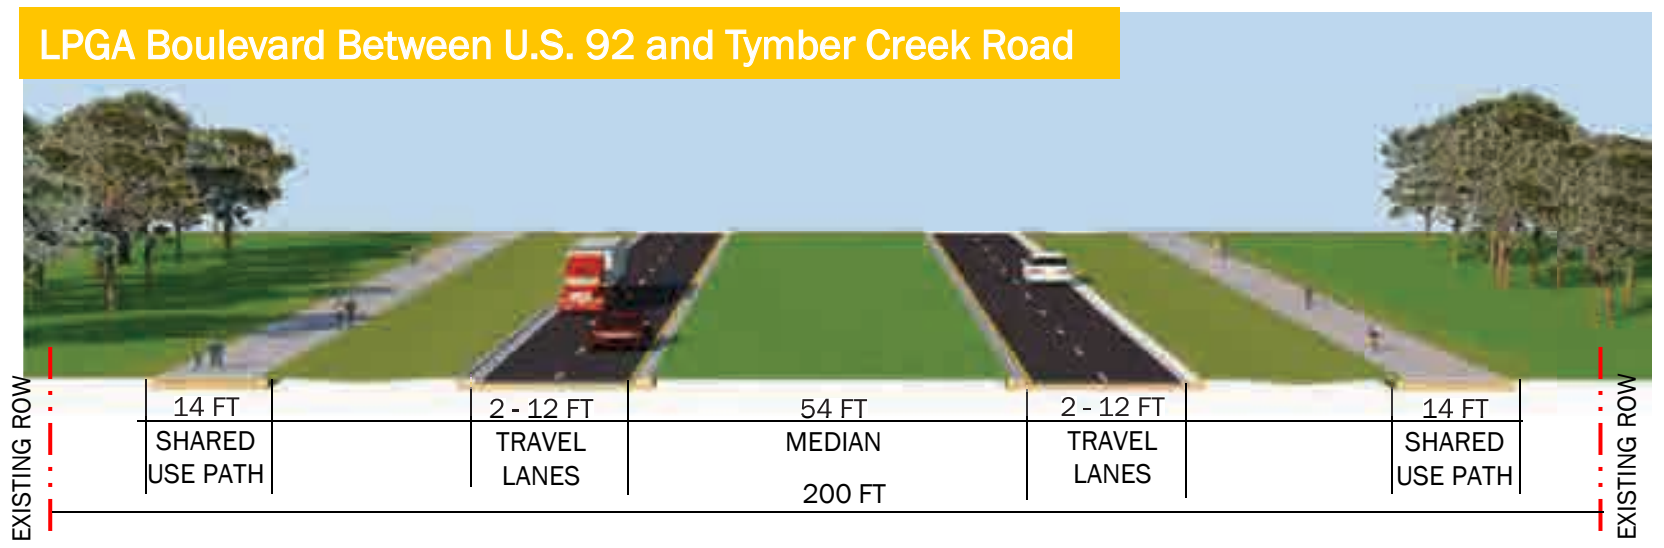 LPGA Boulevard Between U.S. 92 and Tymber Creek Road
EXISTING ROW
14 FT
SHARED
USE PATH
2 - 12 FT
TRAVEL
LANES
54 FT
MEDIAN
2 - 12 FT
TRAVEL
LANES
14 FT
SHARED
USE PATH
200 FT
EXISTING ROW